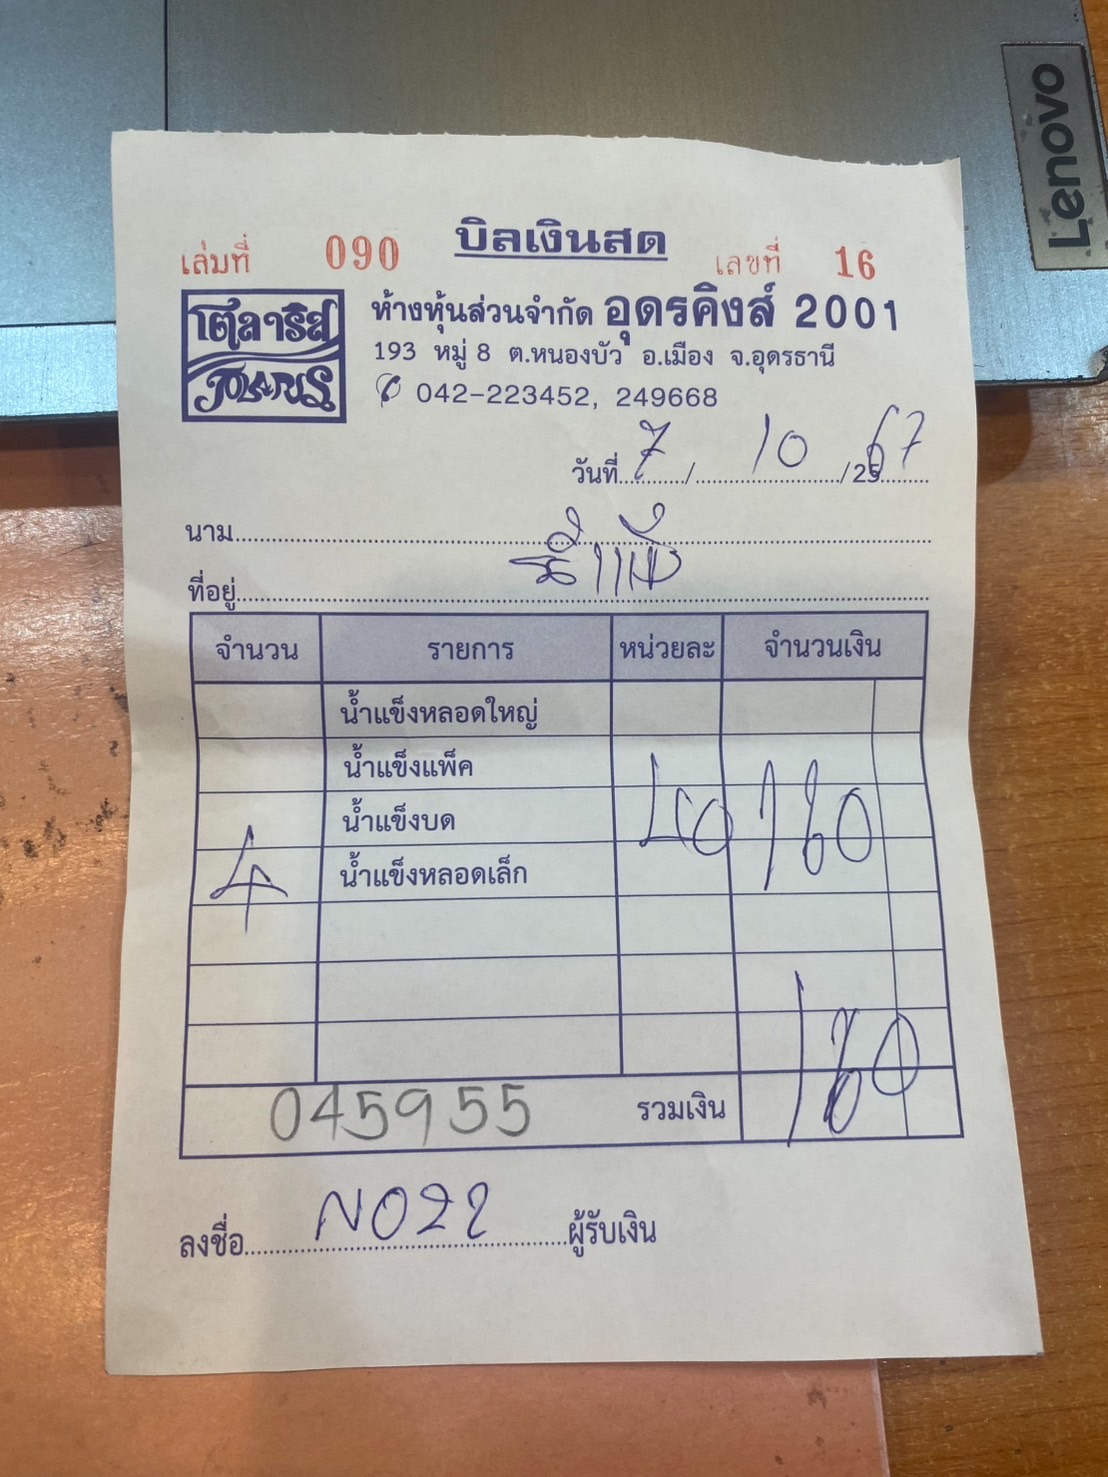 Lenovo
บิลเงินสด
เล่มที่ 090 เลขที่ 16
โตลาริส
POLARIS
ห้างหุ้นส่วนจำกัด อุดรคิงส์ 2001
193 หมู่ 8 ต.หนองบัว อ.เมือง จ.อุดรธานี
042-223452, 249668
วันที่ 7 / 10 / 2567
นาม
น้ำแข็ง
ที่อยู่
จำนวน รายการ หน่วยละ จำนวนเงิน
น้ำแข็งหลอดใหญ่
น้ำแข็งแพ็ค
น้ำแข็งบด 40 160
4 น้ำแข็งหลอดเล็ก
045955 รวมเงิน 160
ลงชื่อ ผู้รับเงิน